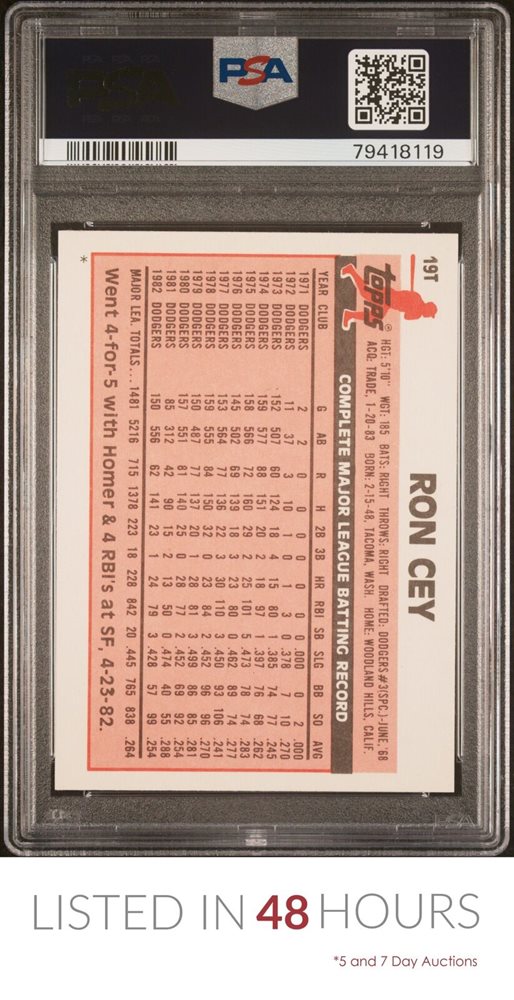 PSA
79418119
19T
topps®
RON CEY
HGT: 5'10" WGT: 185 BATS: RIGHT THROWS: RIGHT DRAFTED: DODGERS #3(SPC.)-JUNE, '68
ACQ: TRADE, 1-20-83 BORN: 2-15-48, TACOMA, WASH. HOME: WOODLAND HILLS, CALIF.
COMPLETE MAJOR LEAGUE BATTING RECORD
YEAR CLUB G AB R H 2B 3B HR RBI SB SLG BB SO AVG
1971 DODGERS 2 2 0 0 0 0 0 0 0 .000 0 2 .000
1972 DODGERS 11 37 3 10 1 0 1 3 0 .378 7 10 .270
1973 DODGERS 152 507 60 124 18 4 15 80 1 .385 74 77 .245
1974 DODGERS 159 577 88 151 20 2 18 97 1 .397 76 68 .262
1975 DODGERS 158 566 72 160 29 2 25 101 5 .473 78 74 .283
1976 DODGERS 145 502 69 139 18 3 23 80 0 .462 89 74 .277
1977 DODGERS 153 564 77 136 22 3 30 110 3 .450 93 106 .241
1978 DODGERS 159 555 84 150 32 0 23 84 2 .452 96 96 .270
1979 DODGERS 150 487 77 137 20 1 28 81 3 .499 86 85 .281
1980 DODGERS 157 551 81 140 25 0 28 77 2 .452 69 92 .254
1981 DODGERS 85 312 42 90 15 2 13 50 0 .474 40 55 .288
1982 DODGERS 150 556 62 141 23 1 24 79 3 .428 57 99 .254
MAJOR LEA. TOTALS... 1481 5216 715 1378 223 18 228 842 20 .445 765 838 .264
Went 4-for-5 with Homer & 4 RBI's at SF, 4-23-82.
*
LISTED IN 48 HOURS
*5 and 7 Day Auctions